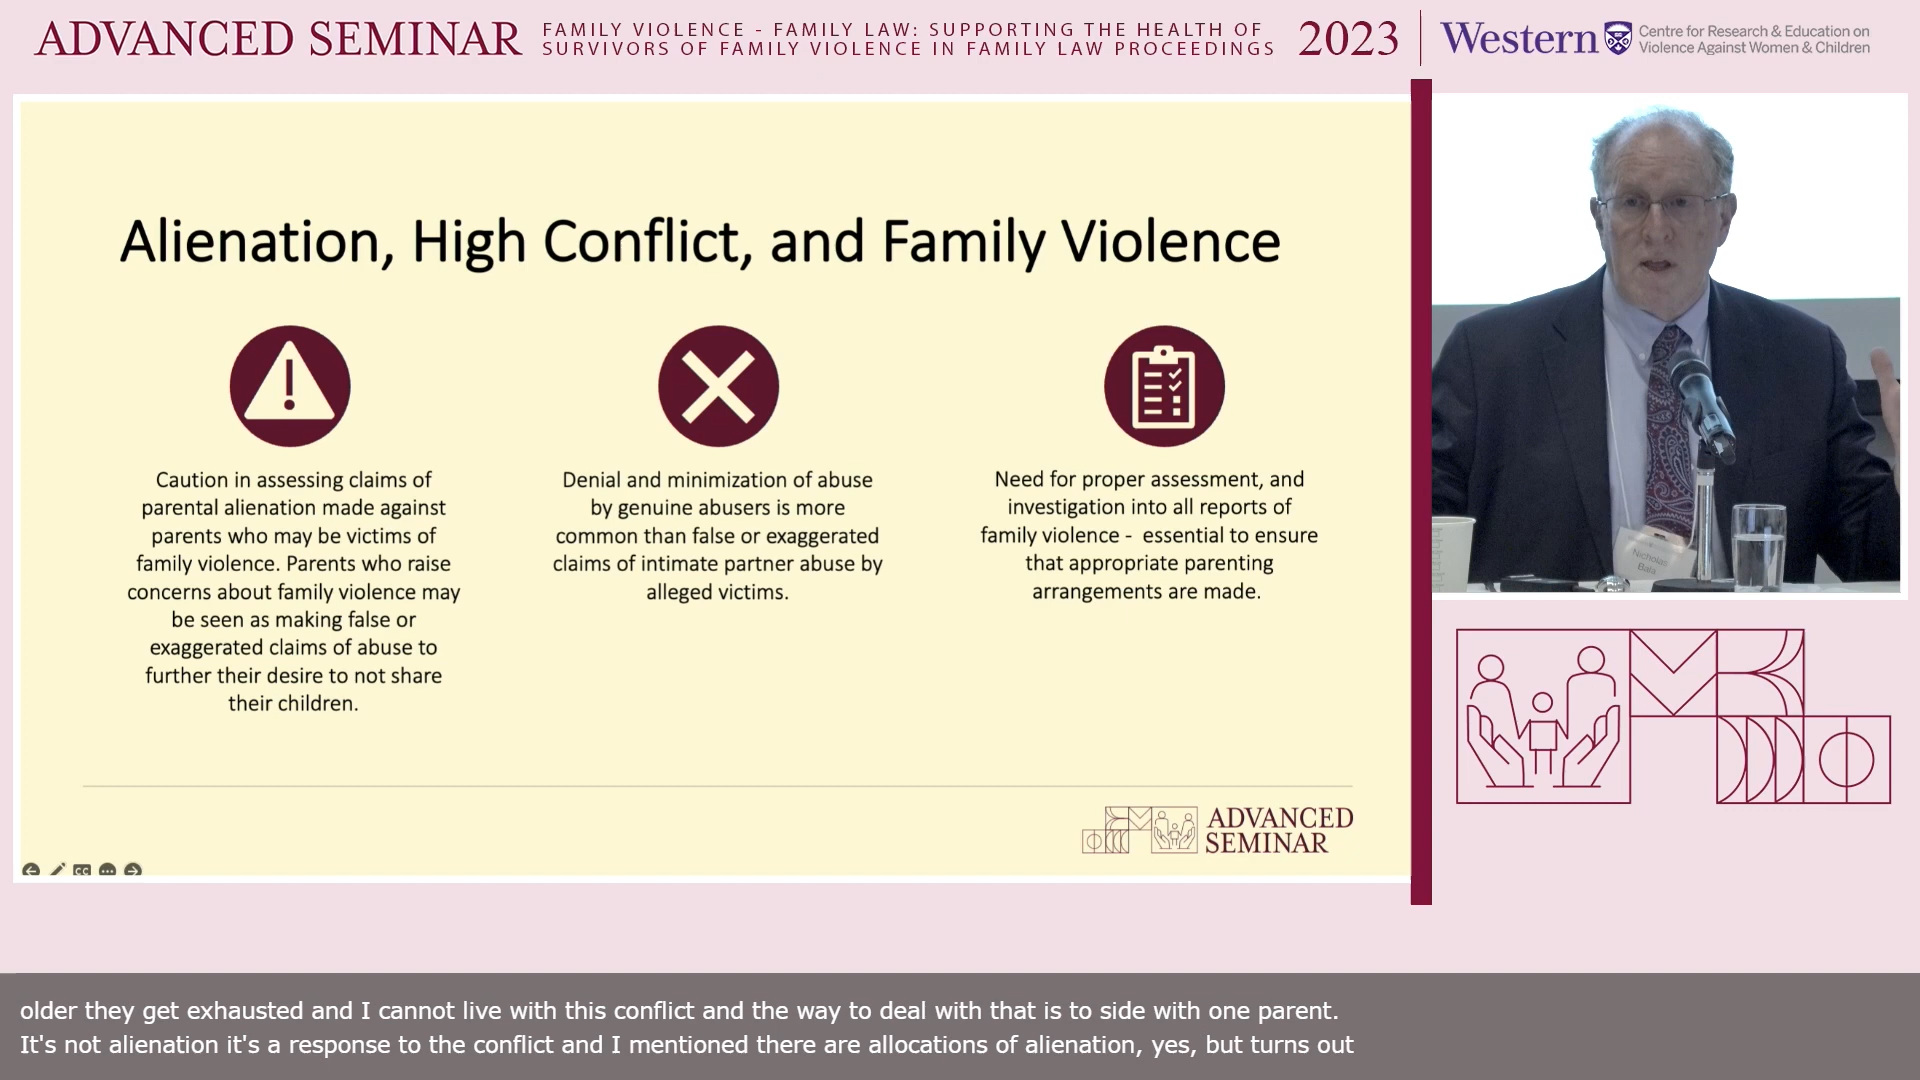 ADVANCED SEMINAR
FAMILY VIOLENCE - FAMILY LAW: SUPPORTING THE HEALTH OF
SURVIVORS OF FAMILY VIOLENCE IN FAMILY LAW PROCEEDINGS
2023
Western
Centre for Research & Education on
Violence Against Women & Children
Alienation, High Conflict, and Family Violence
Caution in assessing claims of
parental alienation made against
parents who may be victims of
family violence. Parents who raise
concerns about family violence may
be seen as making false or
exaggerated claims of abuse to
further their desire to not share
their children.
Denial and minimization of abuse
by genuine abusers is more
common than false or exaggerated
claims of intimate partner abuse by
alleged victims.
Need for proper assessment, and
investigation into all reports of
family violence - essential to ensure
that appropriate parenting
arrangements are made.
ADVANCED
SEMINAR
CC
Nicholas
Bala
older they get exhausted and I cannot live with this conflict and the way to deal with that is to side with one parent.
It's not alienation it's a response to the conflict and I mentioned there are allocations of alienation, yes, but turns out